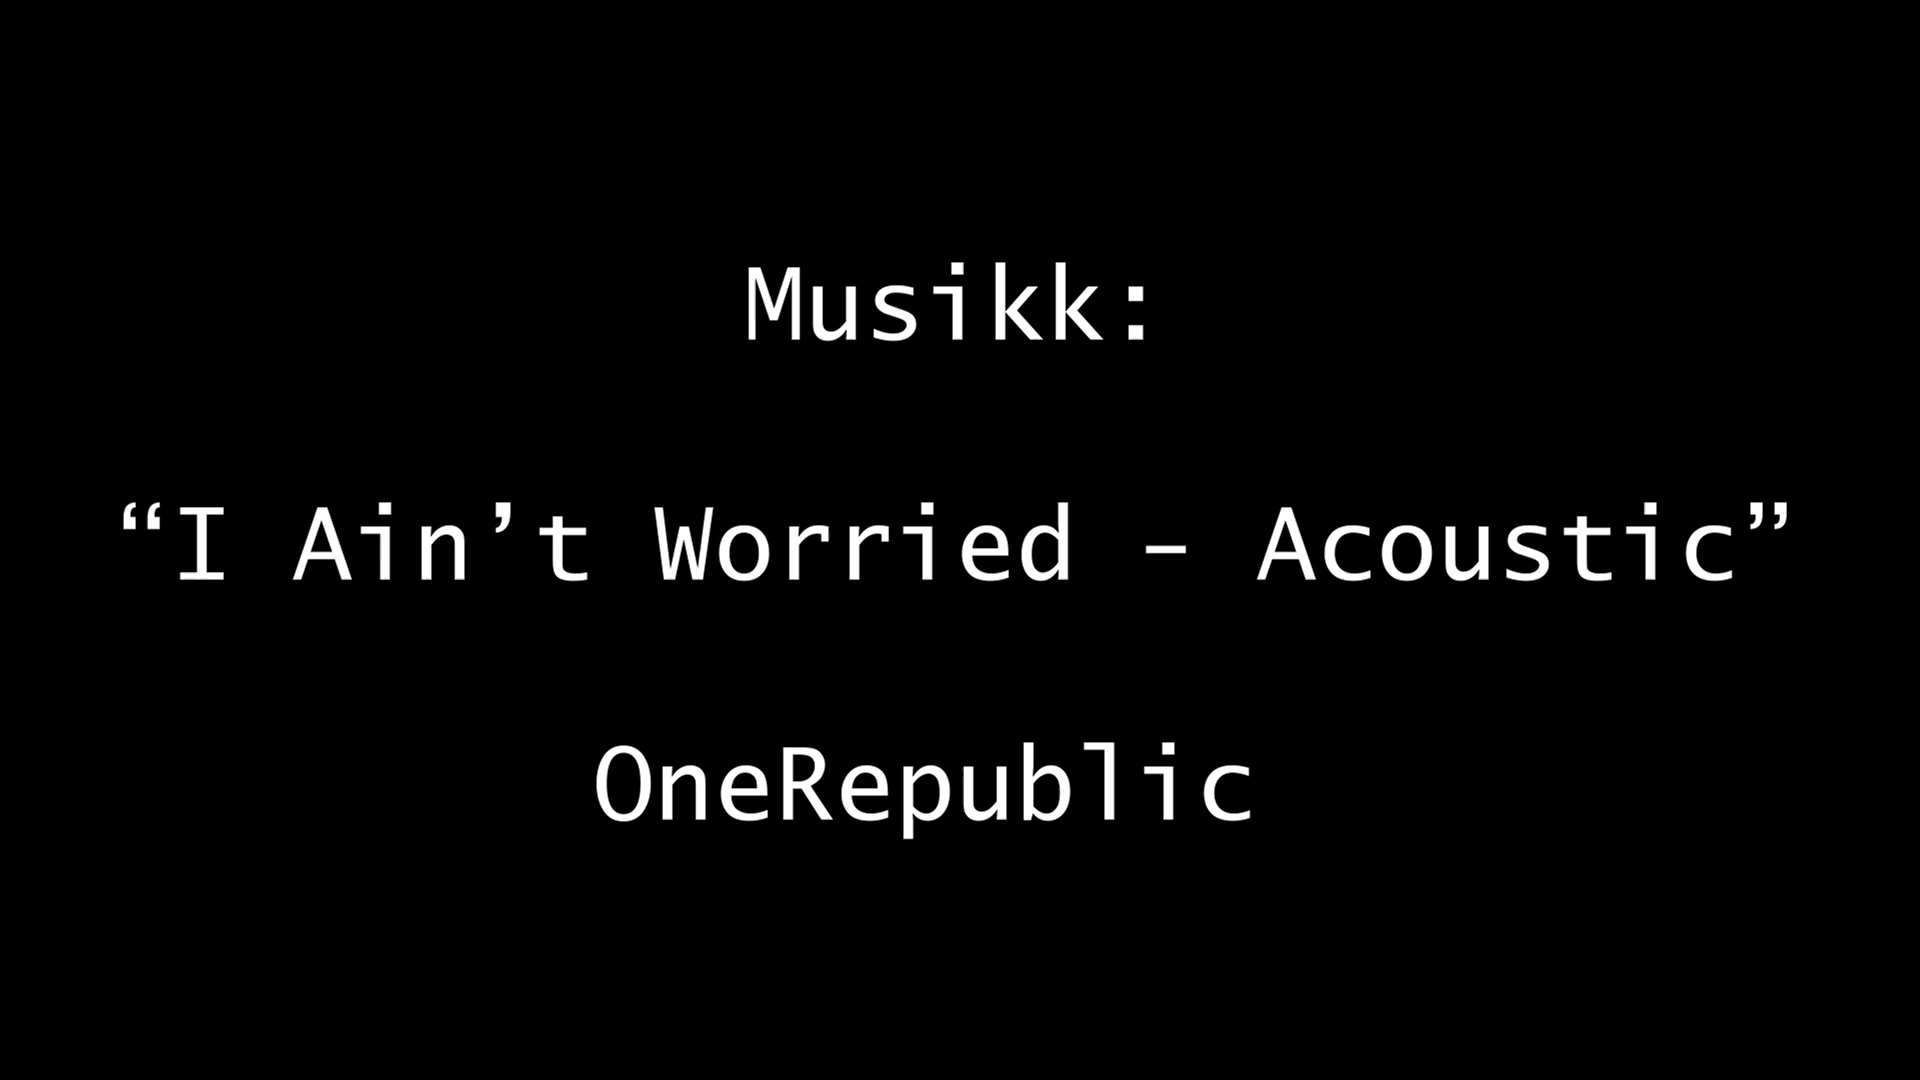 Musikk:
“I Ain’t Worried – Acoustic”
OneRepublic